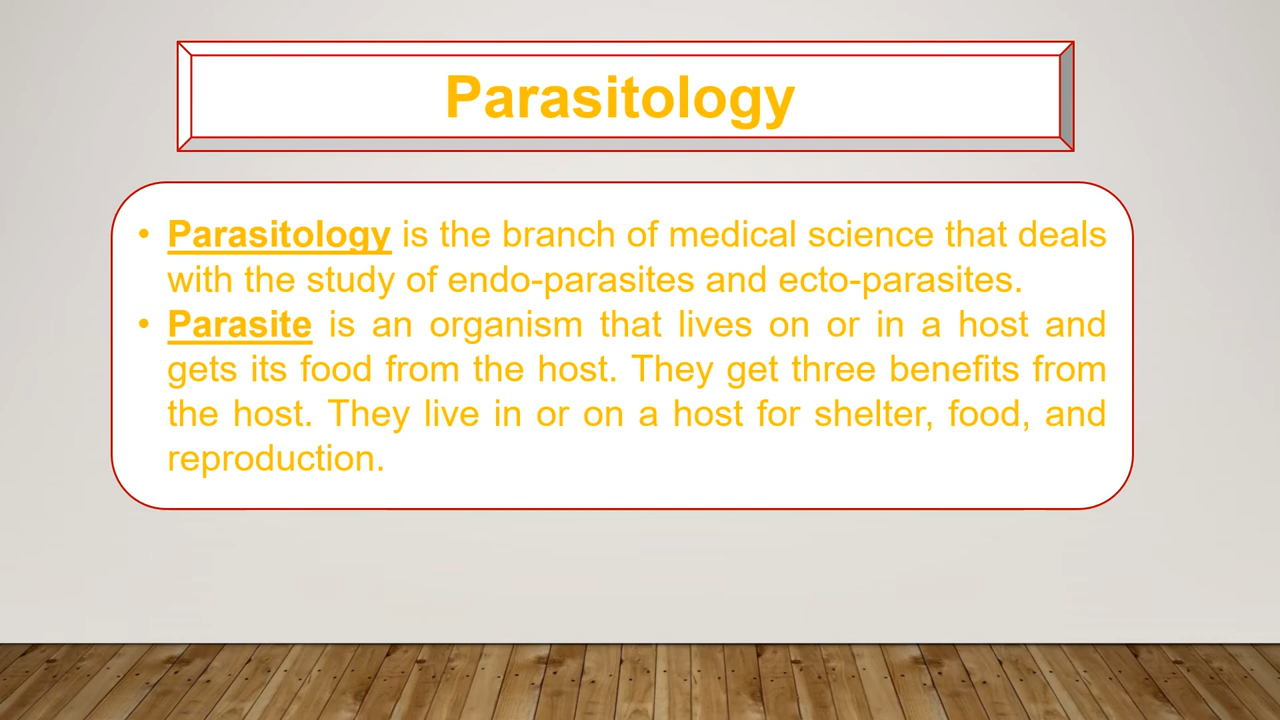 Parasitology
• Parasitology is the branch of medical science that deals
with the study of endo-parasites and ecto-parasites.
• Parasite is an organism that lives on or in a host and
gets its food from the host. They get three benefits from
the host. They live in or on a host for shelter, food, and
reproduction.